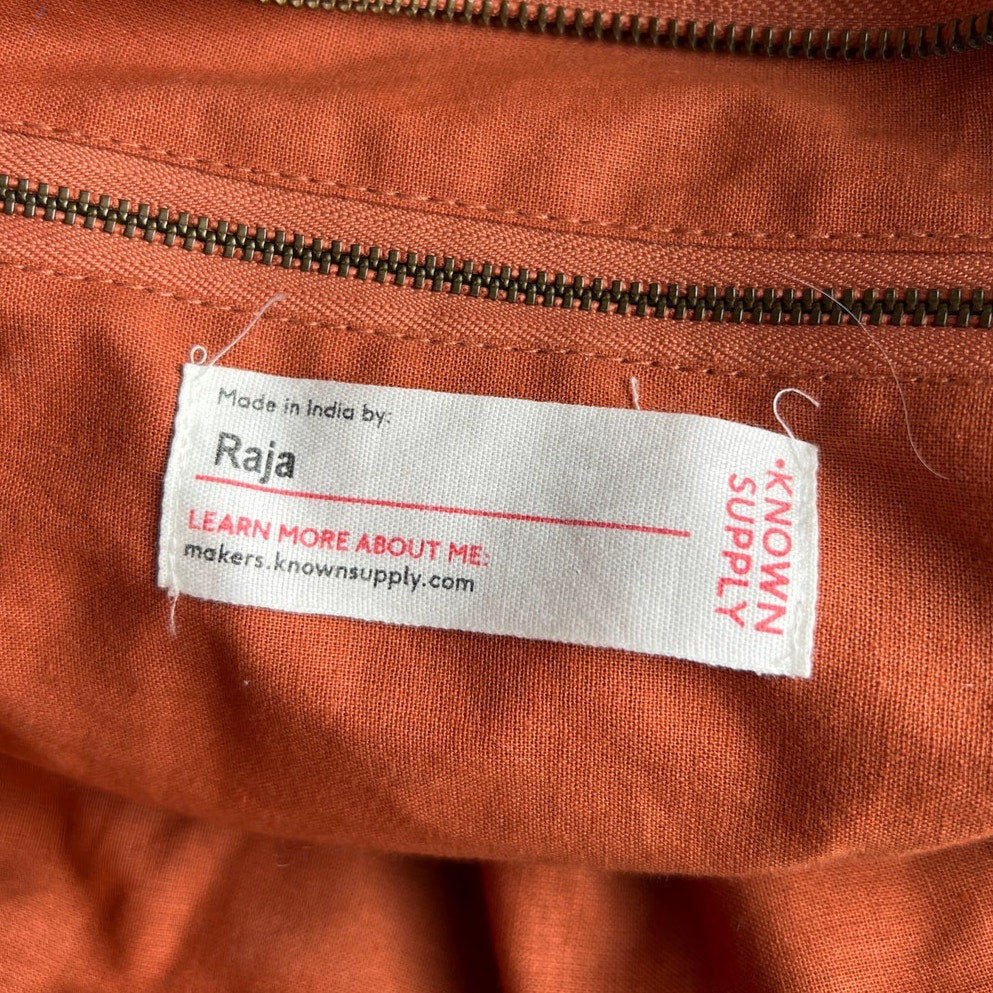 Made in India by:
Raja
LEARN MORE ABOUT ME:
makers.knownsupply.com
•KNOWN
SUPPLY